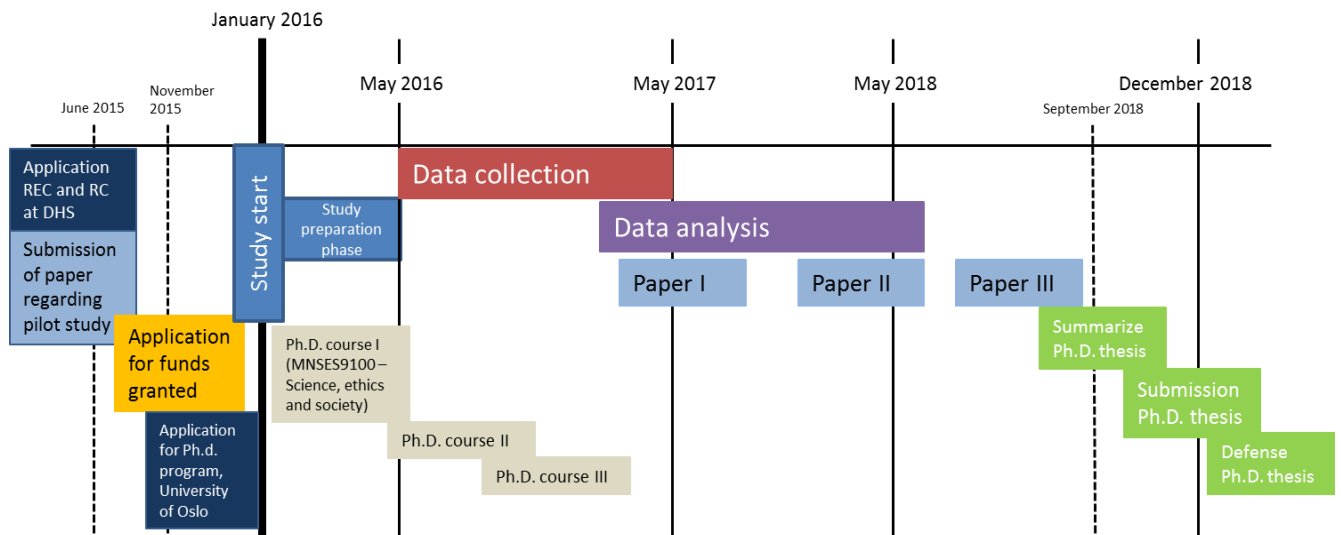 January 2016
May 2016
May 2017
May 2018
December 2018
June 2015
November
2015
September 2018
Application
REC and RC
at DHS
Submission
of paper
regarding
pilot study
Application
for funds
granted
Application
for Ph.d.
program,
University
of Oslo
Study start
Study
preparation
phase
Data collection
Data analysis
Paper I
Paper II
Paper III
Ph.D. course I
(MNSES9100 –
Science, ethics
and society)
Ph.D. course II
Ph.D. course III
Summarize
Ph.D. thesis
Submission
Ph.D. thesis
Defense
Ph.D. thesis